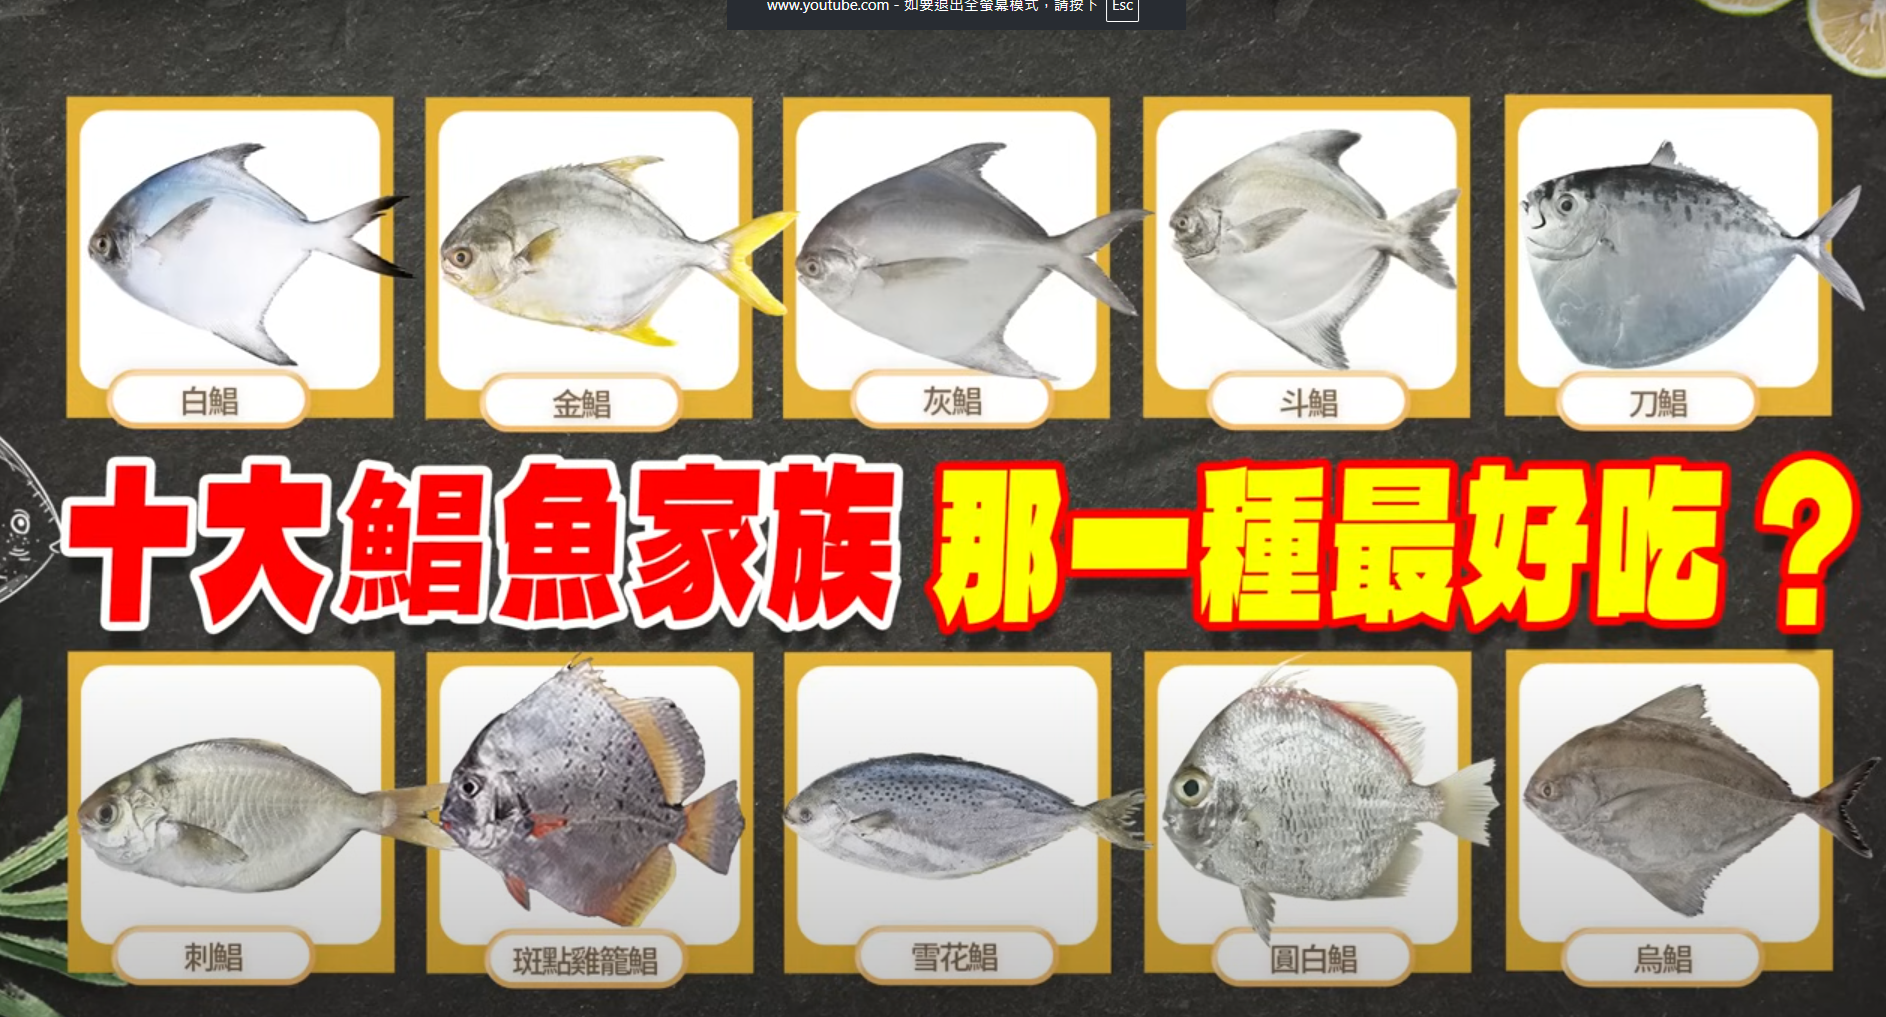 www.youtube.com - 如要退出全螢幕模式，請按下 Esc
白鯧
金鯧
灰鯧
斗鯧
刀鯧
十大鯧魚家族 那一種最好吃？
刺鯧
斑點雞籠鯧
雪花鯧
圓白鯧
烏鯧